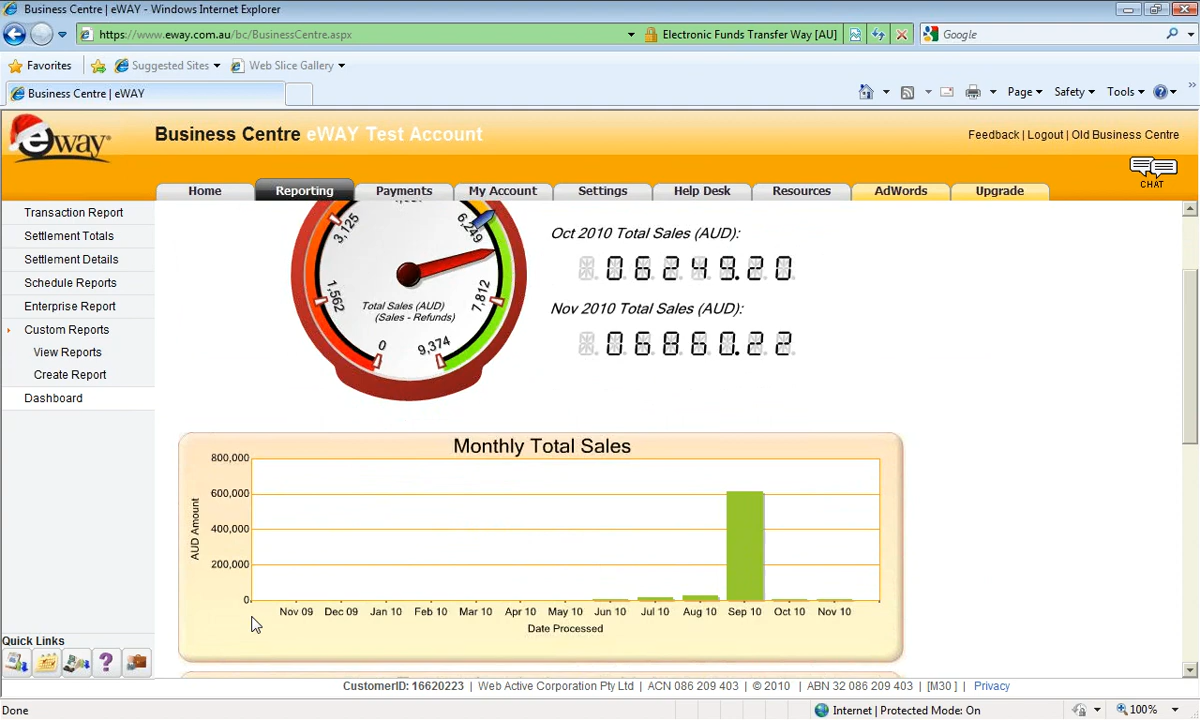 Business Centre | eWAY - Windows Internet Explorer
https://www.eway.com.au/bc/BusinessCentre.aspx
Electronic Funds Transfer Way [AU]
Google
Favorites
Suggested Sites
Web Slice Gallery
Business Centre | eWAY
Page
Safety
Tools
eway
Business Centre eWAY Test Account
Feedback | Logout | Old Business Centre
CHAT
Home
Reporting
Payments
My Account
Settings
Help Desk
Resources
AdWords
Upgrade
Transaction Report
Settlement Totals
Settlement Details
Schedule Reports
Enterprise Report
Custom Reports
View Reports
Create Report
Dashboard
3,125
6,249
1,562
7,812
0
9,374
Total Sales (AUD)
(Sales - Refunds)
Oct 2010 Total Sales (AUD):
06249.20
Nov 2010 Total Sales (AUD):
06860.22
Monthly Total Sales
800,000
600,000
400,000
200,000
0
AUD Amount
Nov 09 Dec 09 Jan 10 Feb 10 Mar 10 Apr 10 May 10 Jun 10 Jul 10 Aug 10 Sep 10 Oct 10 Nov 10
Date Processed
Quick Links
CustomerID: 16620223 | Web Active Corporation Pty Ltd | ACN 086 209 403 | © 2010 | ABN 32 086 209 403 | [M30 ] | Privacy
Done
Internet | Protected Mode: On
100%